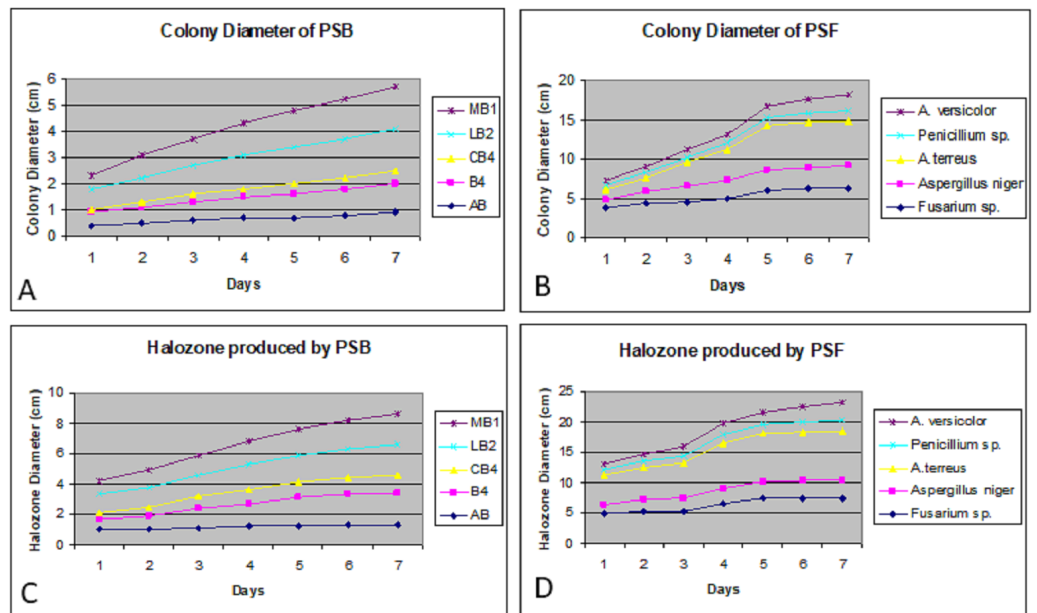 Colony Diameter of PSB
Colony Diameter (cm)
6
5
4
3
2
1
0
1 2 3 4 5 6 7
Days
MB1
LB2
CB4
B4
AB
A
Colony Diameter of PSF
Colony Diameter (cm)
20
15
10
5
0
1 2 3 4 5 6 7
Days
A. versicolor
Penicillium sp.
A.terreus
Aspergillus niger
Fusarium sp.
B
Halozone produced by PSB
Halozone Diameter (cm)
10
8
6
4
2
0
1 2 3 4 5 6 7
Days
MB1
LB2
CB4
B4
AB
C
Halozone produced by PSF
Halozone Diameter (cm)
25
20
15
10
5
0
1 2 3 4 5 6 7
Days
A. versicolor
Penicillium sp.
A.terreus
Aspergillus niger
Fusarium sp.
D